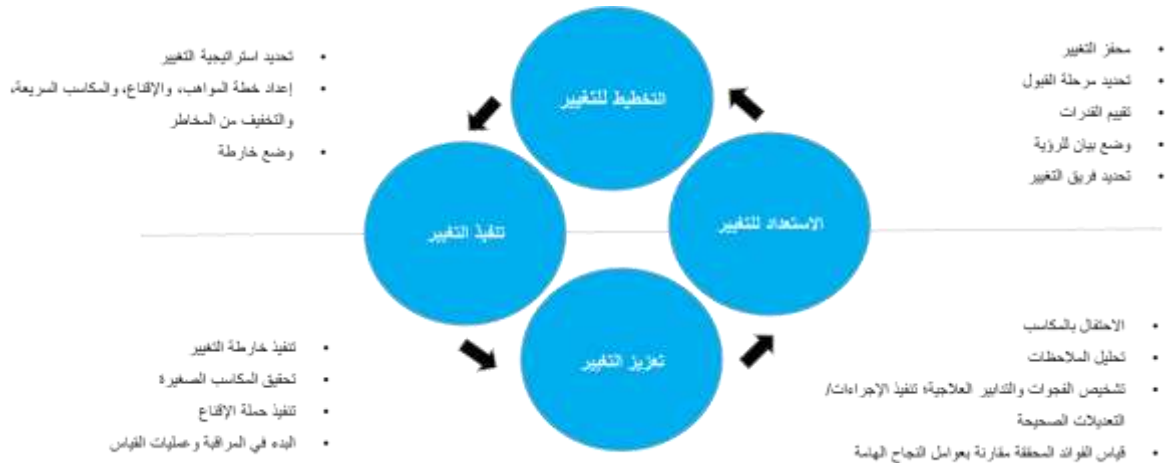 محفز التغيير
تحديد مرحلة القبول
تقييم القدرات
وضع بيان للرؤية
تحديد فريق التغيير
التخطيط للتغيير
تحديد استراتيجية التغيير
إعداد خطة المواهب، والإقناع، والمكاسب السريعة،
والتخفيف من المخاطر
وضع خارطة
الاستعداد للتغيير
تنفيذ التغيير
تعزيز التغيير
الاحتفال بالمكاسب
تحليل الملاحظات
تشخيص الفجوات والتدابير العلاجية؛ تنفيذ الإجراءات/
التعديلات الصحيحة
قياس الفوائد المحققة مقارنة بعوامل النجاح الهامة
تنفيذ خارطة التغيير
تحقيق المكاسب الصغيرة
تنفيذ حملة الإقناع
البدء في المراقبة وعمليات القياس